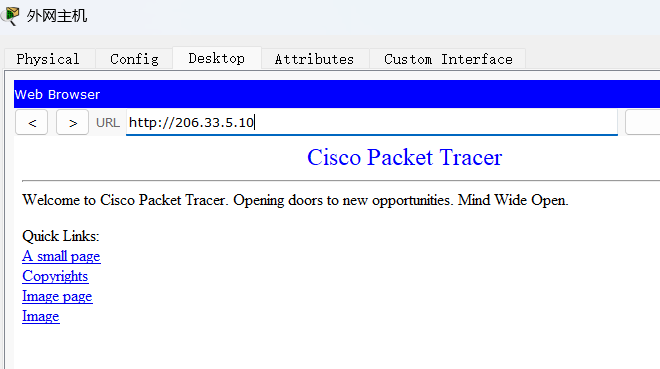 外网主机
Physical Config Desktop Attributes Custom Interface
Web Browser
< > URL http://206.33.5.10
Cisco Packet Tracer
Welcome to Cisco Packet Tracer. Opening doors to new opportunities. Mind Wide Open.
Quick Links:
A small page
Copyrights
Image page
Image